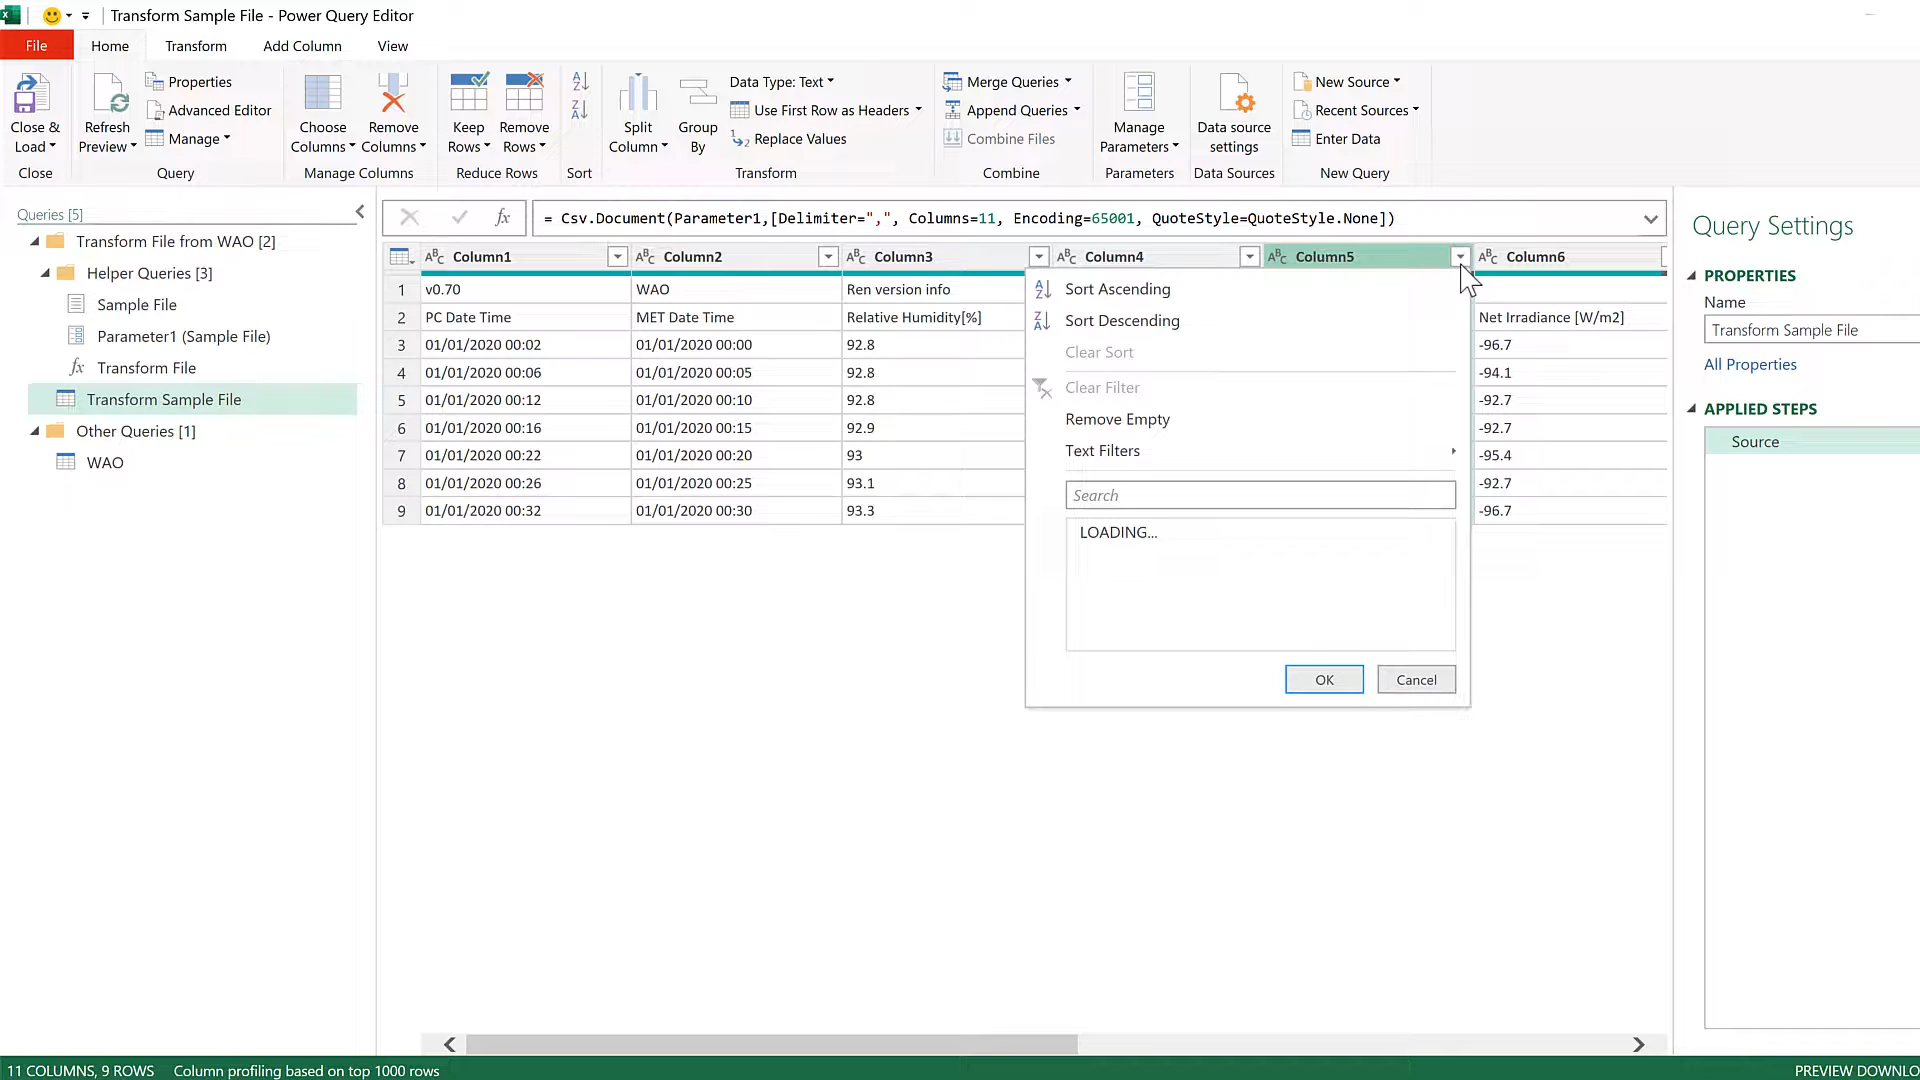 Transform Sample File - Power Query Editor
File
Home
Transform
Add Column
View
Close &
Load
Close
Refresh
Preview
Properties
Advanced Editor
Manage
Query
Choose
Columns
Remove
Columns
Manage Columns
Keep
Rows
Remove
Rows
Reduce Rows
Sort
Split
Column
Group
By
Data Type: Text
Use First Row as Headers
Replace Values
Transform
Merge Queries
Append Queries
Combine Files
Combine
Manage
Parameters
Parameters
Data source
settings
Data Sources
New Source
Recent Sources
Enter Data
New Query
Queries [5]
Transform File from WAO [2]
Helper Queries [3]
Sample File
Parameter1 (Sample File)
fx Transform File
Transform Sample File
Other Queries [1]
WAO
fx = Csv.Document(Parameter1,[Delimiter=",", Columns=11, Encoding=65001, QuoteStyle=QuoteStyle.None])
ABC Column1 ABC Column2 ABC Column3 ABC Column4 ABC Column5 ABC Column6
1 v0.70 WAO Ren version info
2 PC Date Time MET Date Time Relative Humidity[%] Net Irradiance [W/m2]
3 01/01/2020 00:02 01/01/2020 00:00 92.8 -96.7
4 01/01/2020 00:06 01/01/2020 00:05 92.8 -94.1
5 01/01/2020 00:12 01/01/2020 00:10 92.8 -92.7
6 01/01/2020 00:16 01/01/2020 00:15 92.9 -92.7
7 01/01/2020 00:22 01/01/2020 00:20 93 -95.4
8 01/01/2020 00:26 01/01/2020 00:25 93.1 -92.7
9 01/01/2020 00:32 01/01/2020 00:30 93.3 -96.7
Sort Ascending
Sort Descending
Clear Sort
Clear Filter
Remove Empty
Text Filters
Search
LOADING...
OK
Cancel
Query Settings
PROPERTIES
Name
Transform Sample File
All Properties
APPLIED STEPS
Source
11 COLUMNS, 9 ROWS
Column profiling based on top 1000 rows
PREVIEW DOWNLO